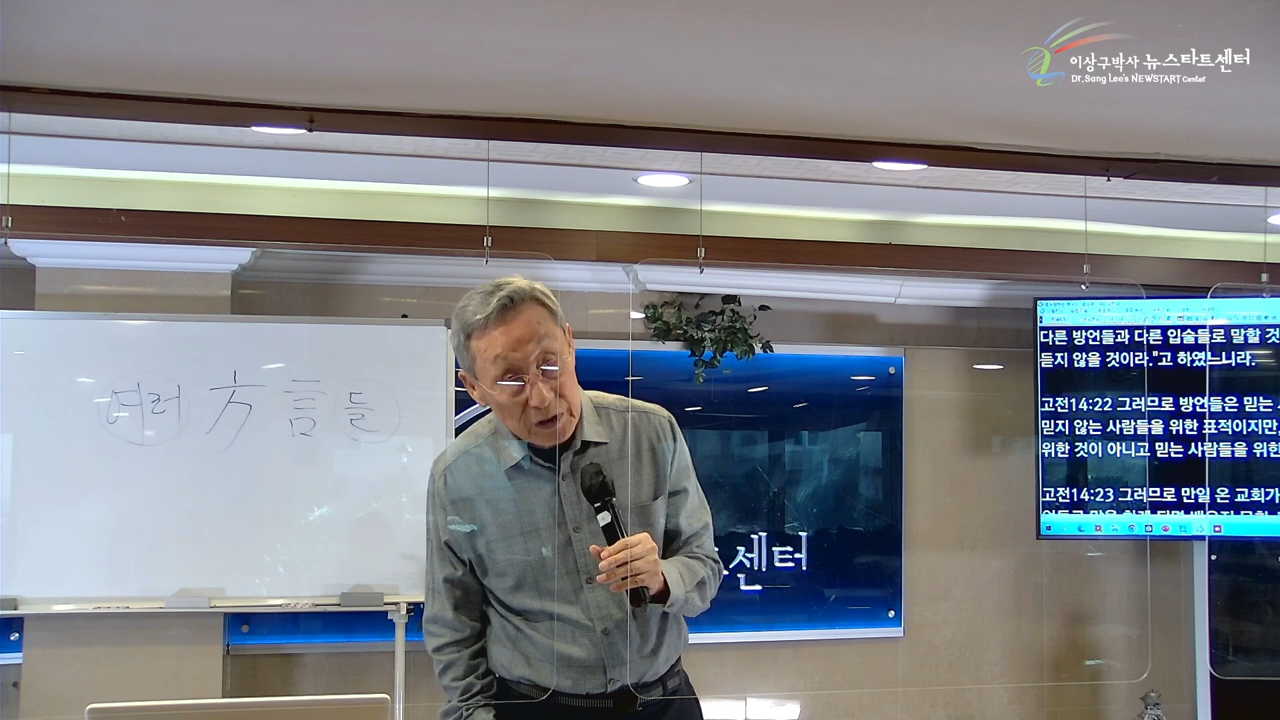 이상구박사 뉴스타트센터
Dr. Sang Lee's NEWSTART Center
여러 方言들
센터
다른 방언들과 다른 입술들로 말할 것
듣지 않을 것이라."고 하였느니라.
고전14:22 그러므로 방언들은 믿는
믿지 않는 사람들을 위한 표적이지만,
위한 것이 아니고 믿는 사람들을 위한
고전14:23 그러므로 만일 온 교회가